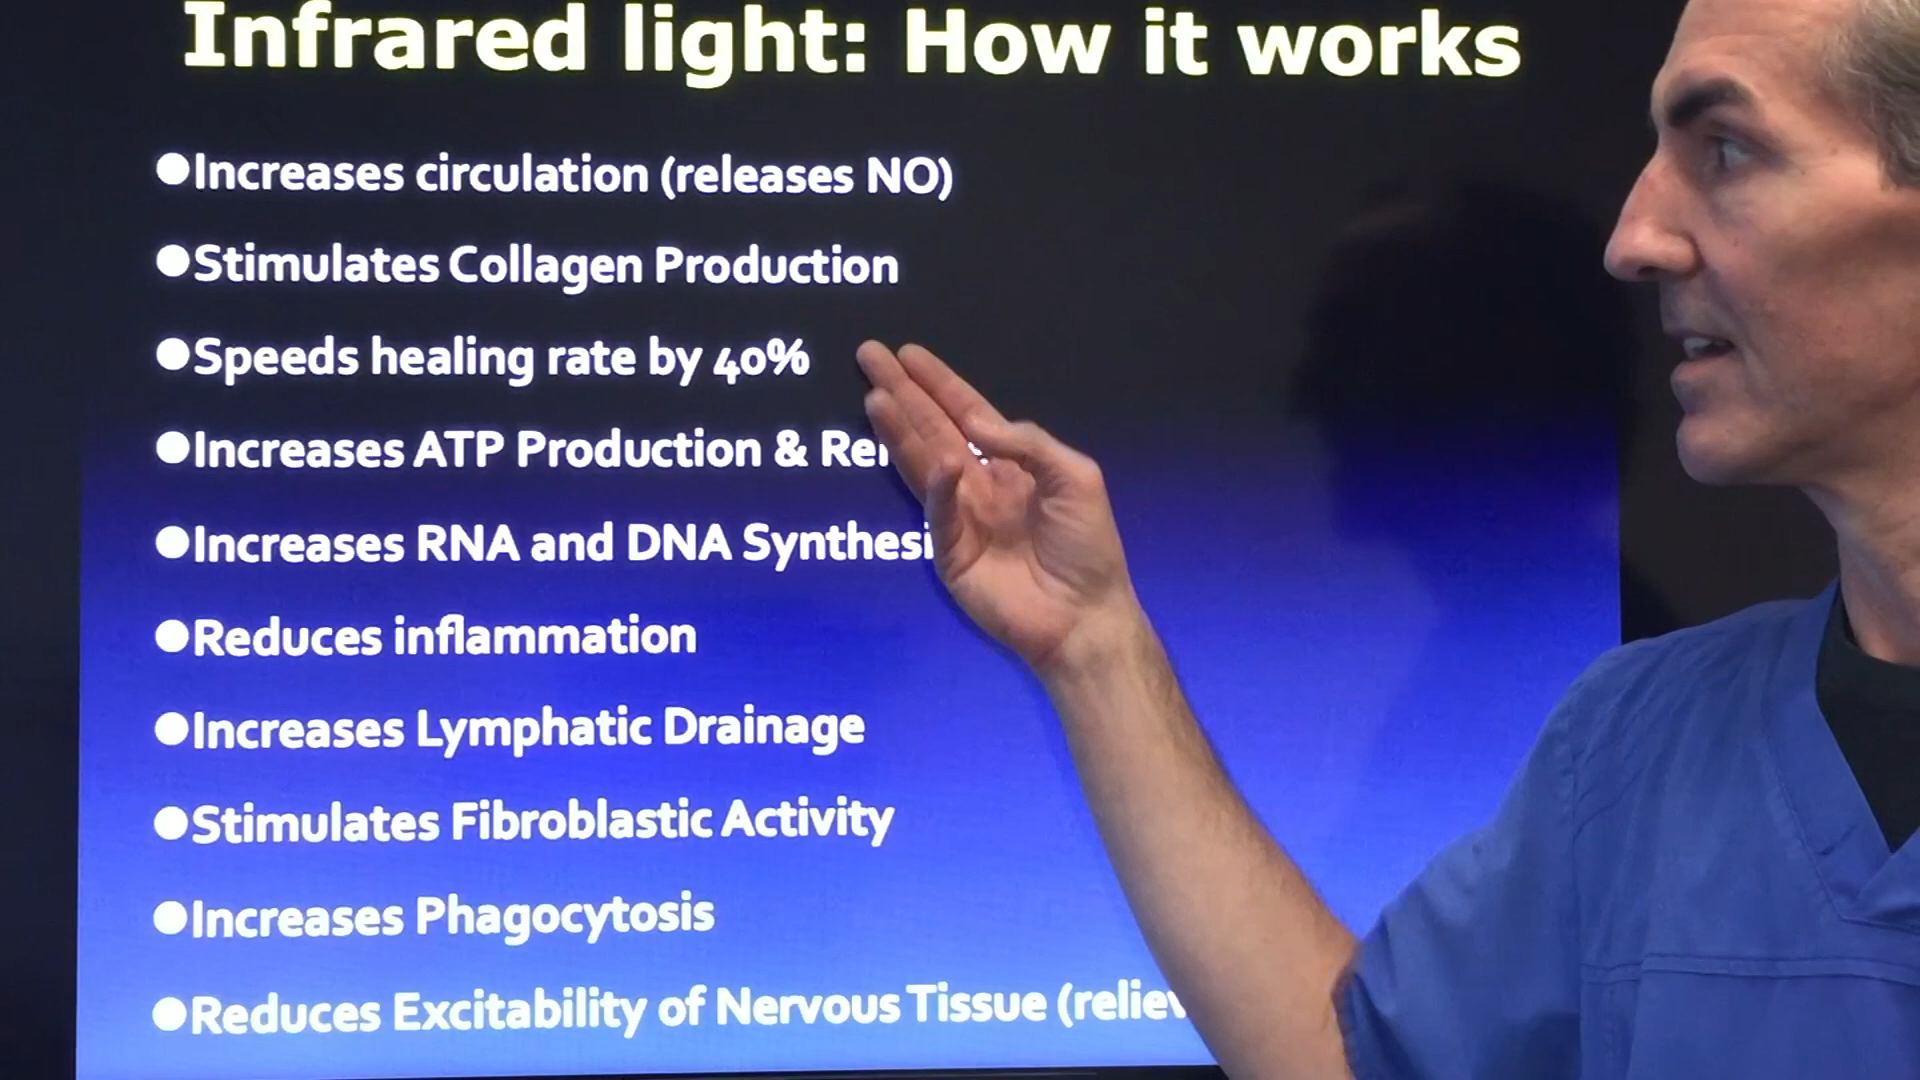 Infrared light: How it works
●Increases circulation (releases NO)
●Stimulates Collagen Production
●Speeds healing rate by 40%
●Increases ATP Production &
●Increases RNA and DNA
●Reduces inflammation
●Increases Lymphatic Drainage
●Stimulates Fibroblastic Activity
●Increases Phagocytosis
●Reduces Excitability of Nervous Tissue